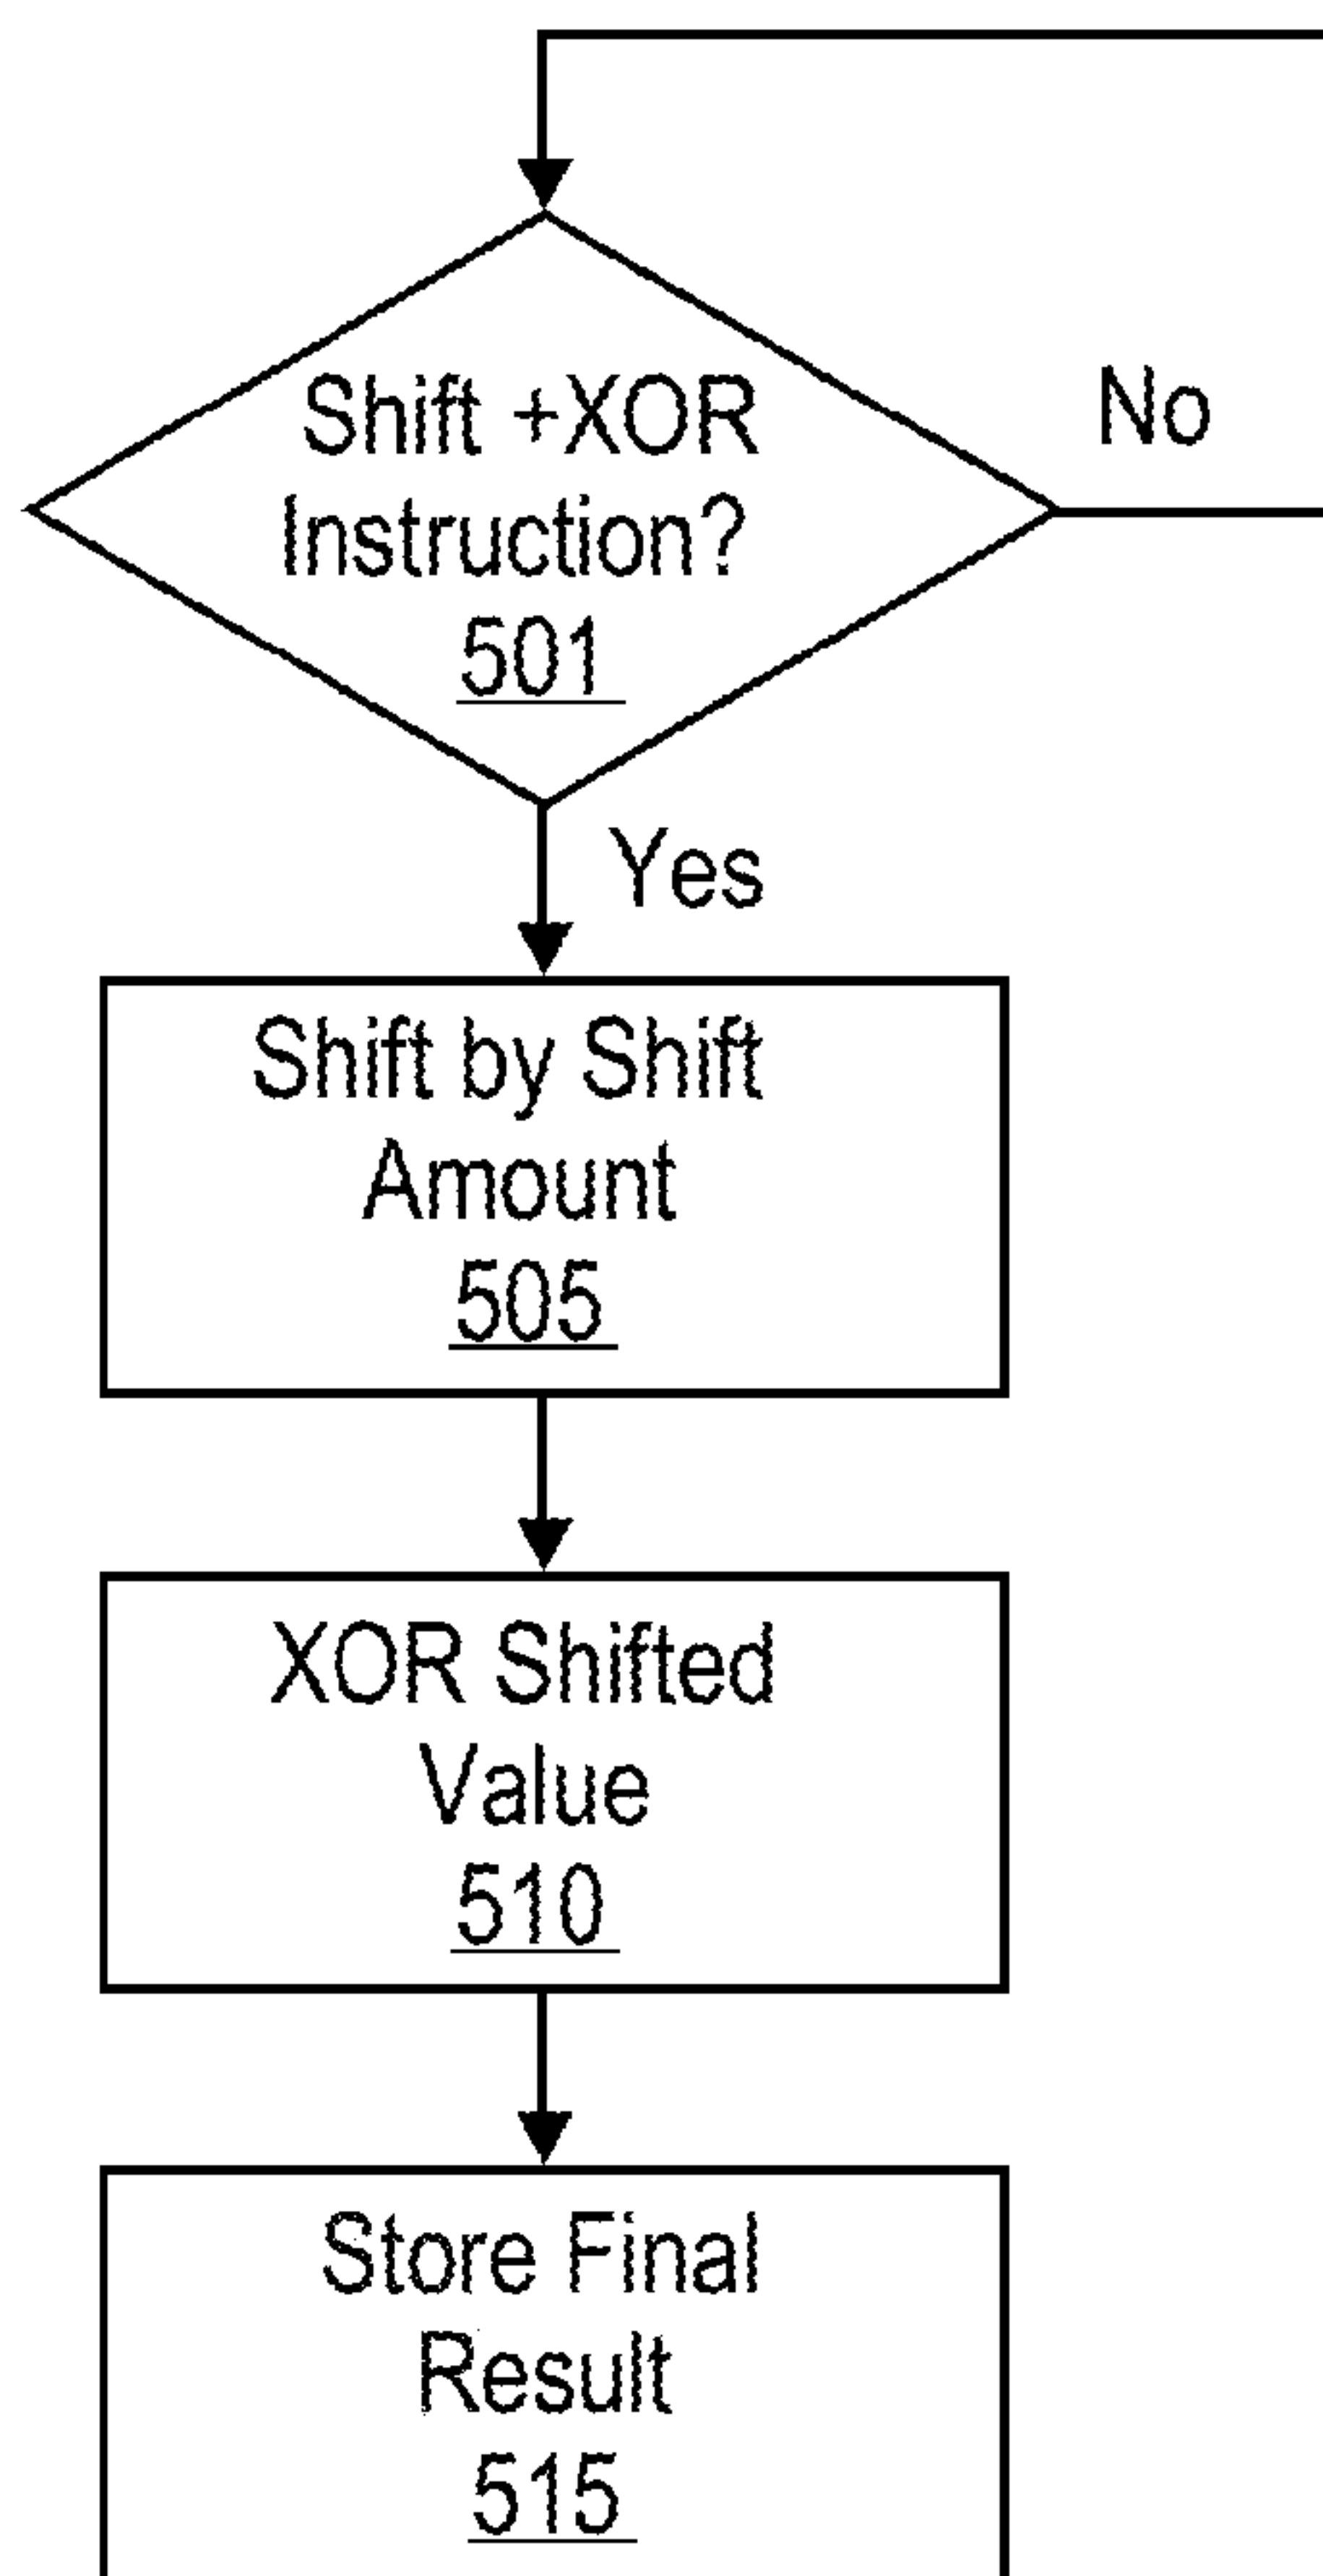 Shift +XOR
Instruction?
501
No
Yes
Shift by Shift
Amount
505
XOR Shifted
Value
510
Store Final
Result
515